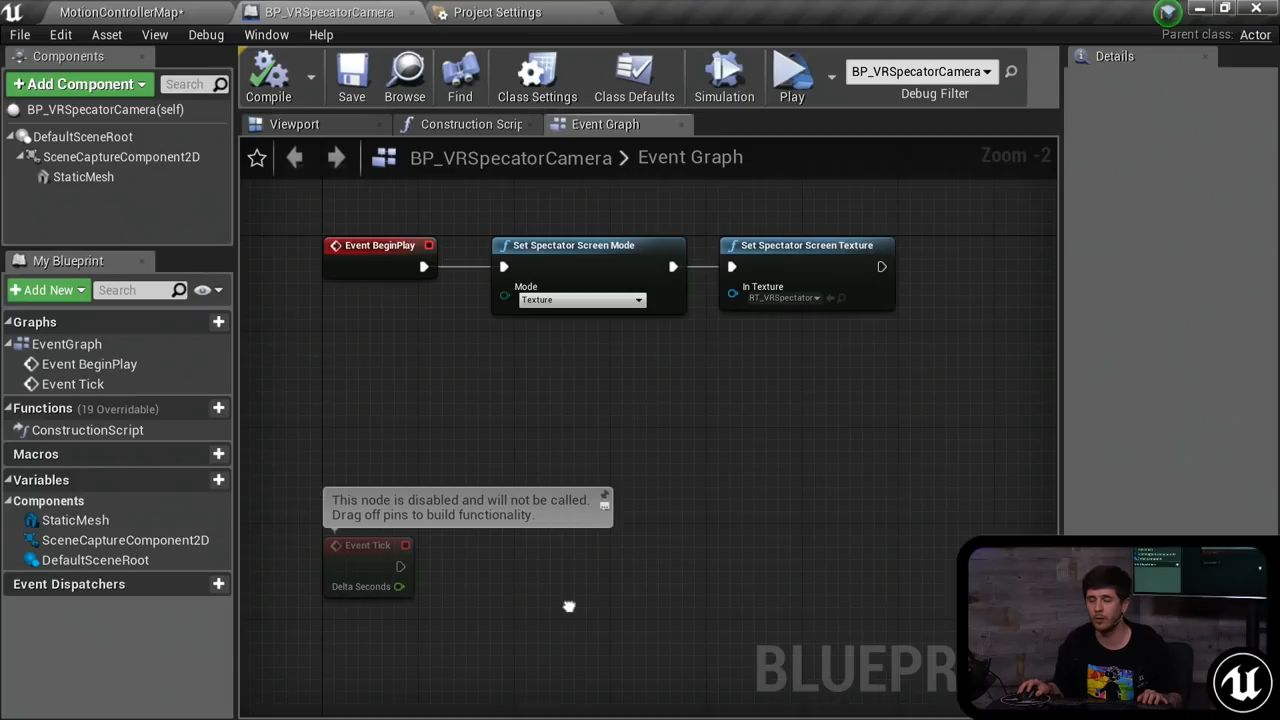 MotionControllerMap*
BP_VRSpecatorCamera
Project Settings
File Edit Asset View Debug Window Help
Parent class: Actor
Components
+ Add Component
Search
BP_VRSpecatorCamera(self)
DefaultSceneRoot
SceneCaptureComponent2D
StaticMesh
My Blueprint
+ Add New
Search
Graphs
EventGraph
Event BeginPlay
Event Tick
Functions (19 Overridable)
ConstructionScript
Macros
Variables
Components
StaticMesh
SceneCaptureComponent2D
DefaultSceneRoot
Event Dispatchers
Compile Save Browse Find Class Settings Class Defaults Simulation Play
BP_VRSpecatorCamera
Debug Filter
Viewport
Construction Scrip
Event Graph
BP_VRSpecatorCamera > Event Graph
Zoom -2
Event BeginPlay
Set Spectator Screen Mode
Mode
Texture
Set Spectator Screen Texture
In Texture
RT_VRSpectator
This node is disabled and will not be called.
Drag off pins to build functionality.
Event Tick
Delta Seconds
BLUEPR
Details